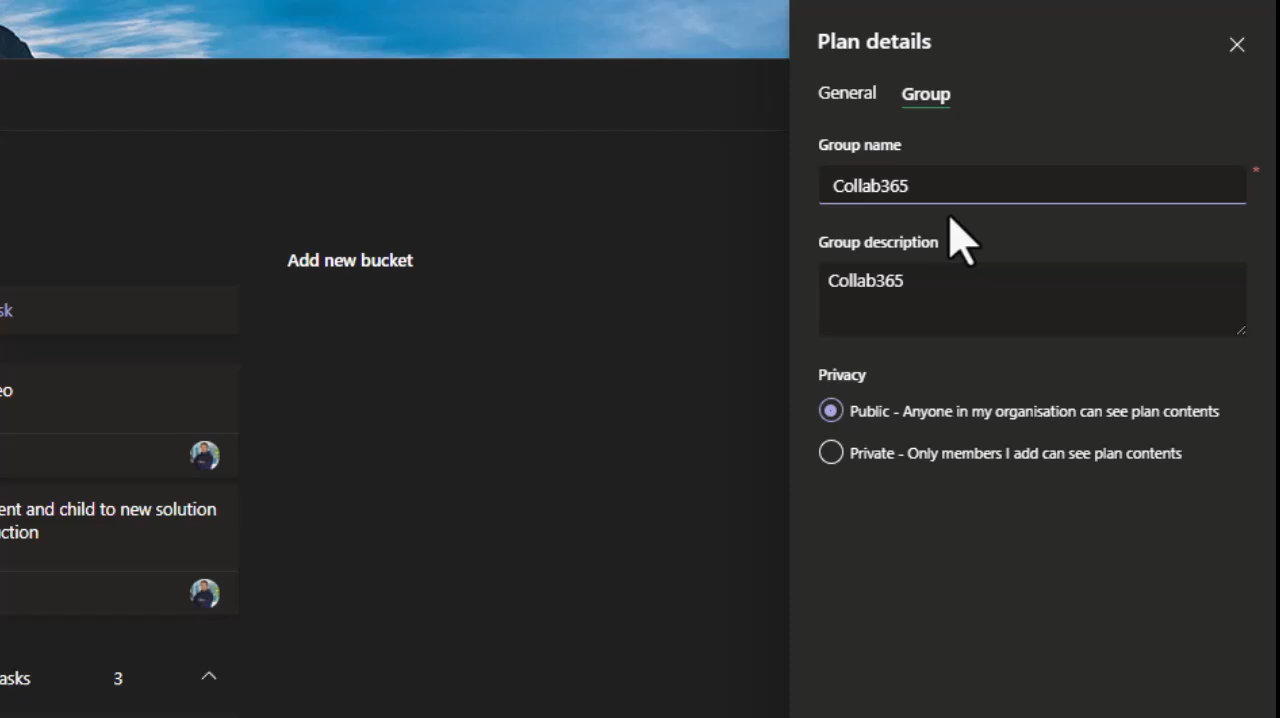 Plan details
General
Group
Group name
Collab365
*
Group description
Collab365
Privacy
Public - Anyone in my organisation can see plan contents
Private - Only members I add can see plan contents
Add new bucket
sk
eo
ent and child to new solution
ction
asks
3